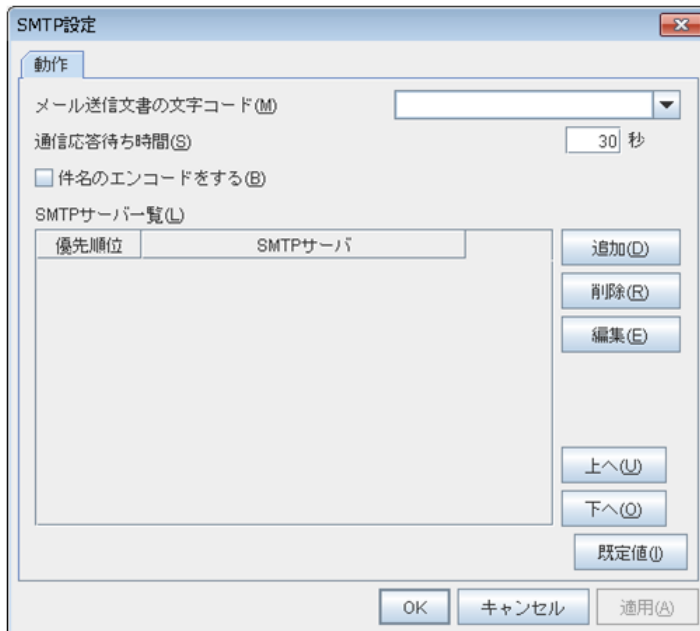 SMTP設定
動作
メール送信文書の文字コード(M)
通信応答待ち時間(S) 30 秒
件名のエンコードをする(B)
SMTPサーバ一覧(L)
優先順位 SMTPサーバ
追加(D)
削除(R)
編集(E)
上へ(U)
下へ(O)
既定値(I)
OK キャンセル 適用(A)